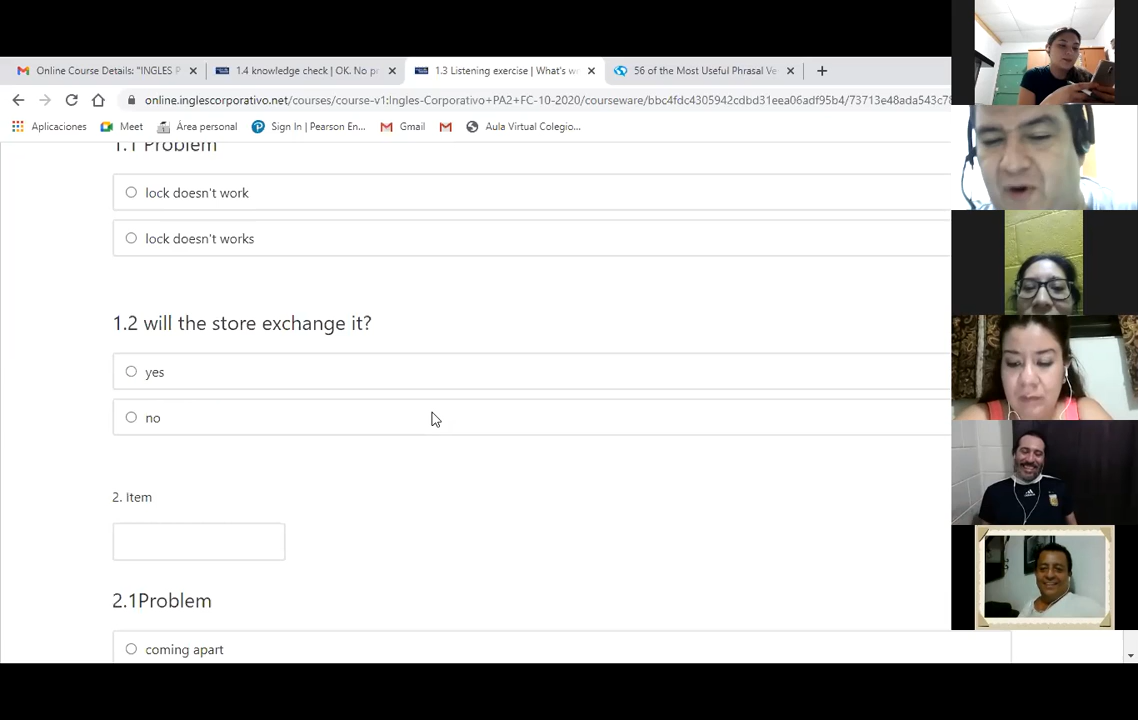 Online Course Details: "INGLES P
1.4 knowledge check | OK. No pr
1.3 Listening exercise | What's w
56 of the Most Useful Phrasal Ve
online.inglescorporativo.net/courses/course-v1:Ingles-Corporativo+PA2+FC-10-2020/courseware/bbc4fdc4305942cdbd31eea06adf95b4/73713e48ada543c78
Aplicaciones
Meet
Área personal
Sign In | Pearson En...
Gmail
Aula Virtual Colegio...
1.1 Problem
lock doesn't work
lock doesn't works
1.2 will the store exchange it?
yes
no
2. Item
2.1Problem
coming apart